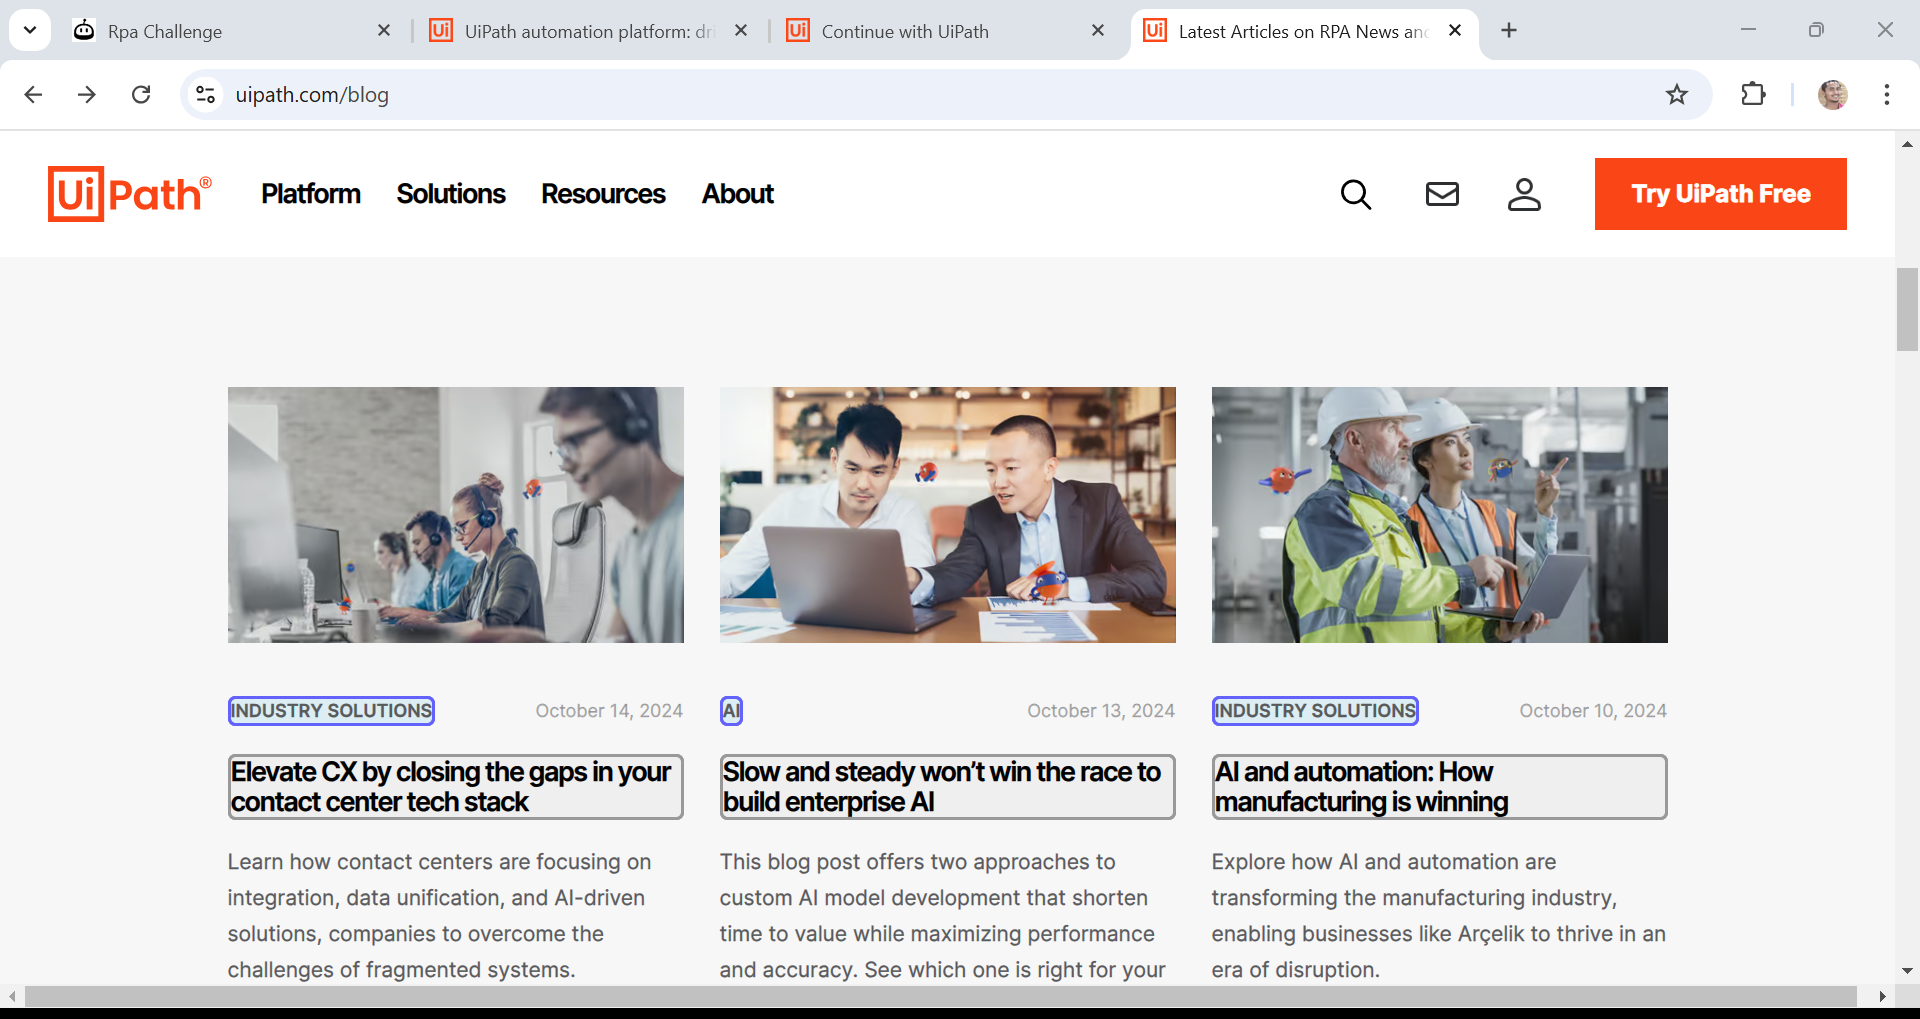 Rpa Challenge
UiPath automation platform: dri
Continue with UiPath
Latest Articles on RPA News and
uipath.com/blog
UiPath®
Platform
Solutions
Resources
About
Try UiPath Free
INDUSTRY SOLUTIONS
October 14, 2024
Elevate CX by closing the gaps in your
contact center tech stack
Learn how contact centers are focusing on
integration, data unification, and AI-driven
solutions, companies to overcome the
challenges of fragmented systems.
AI
October 13, 2024
Slow and steady won’t win the race to
build enterprise AI
This blog post offers two approaches to
custom AI model development that shorten
time to value while maximizing performance
and accuracy. See which one is right for your
INDUSTRY SOLUTIONS
October 10, 2024
AI and automation: How
manufacturing is winning
Explore how AI and automation are
transforming the manufacturing industry,
enabling businesses like Arçelik to thrive in an
era of disruption.